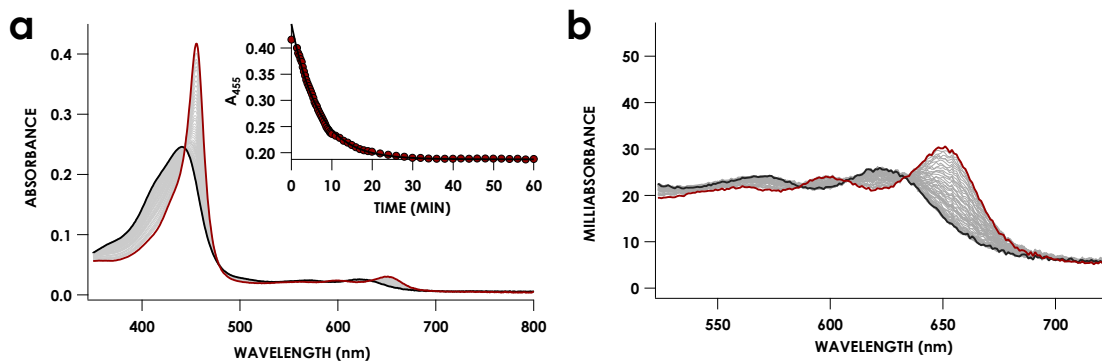 a
ABSORBANCE
0.4
0.3
0.2
0.1
0.0
400 500 600 700 800
WAVELENGTH (nm)
A455
0.40
0.35
0.30
0.25
0.20
0 10 20 30 40 50 60
TIME (MIN)
b
MILLIABSORBANCE
50
40
30
20
10
0
550 600 650 700
WAVELENGTH (nm)